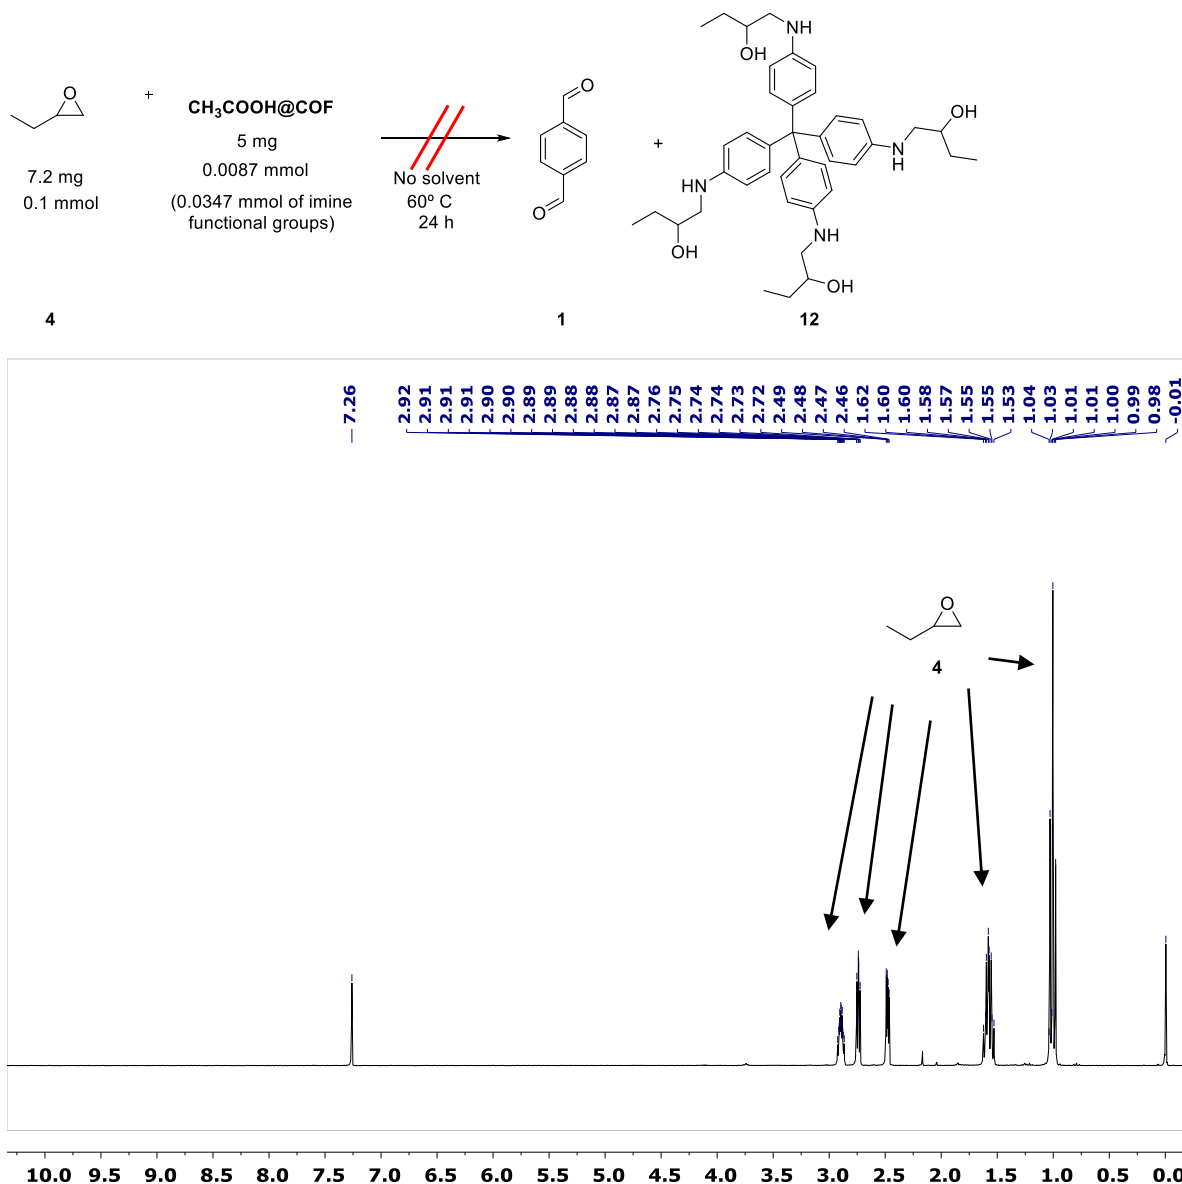 NH
OH
O
+
CH₃COOH@COF
O
OH
5 mg
+
7.2 mg
0.0087 mmol
No solvent
N
H
0.1 mmol
(0.0347 mmol of imine
functional groups)
60º C
24 h
O
HN
NH
OH
OH
4
1
12
7.26
2.92
2.91
2.91
2.91
2.90
2.90
2.89
2.89
2.88
2.88
2.87
2.87
2.76
2.75
2.74
2.74
2.73
2.72
2.49
2.48
2.47
2.46
1.62
1.60
1.60
1.58
1.57
1.55
1.55
1.53
1.04
1.03
1.01
1.01
1.00
0.99
0.98
-0.01
O
4
10.0 9.5 9.0 8.5 8.0 7.5 7.0 6.5 6.0 5.5 5.0 4.5 4.0 3.5 3.0 2.5 2.0 1.5 1.0 0.5 0.0